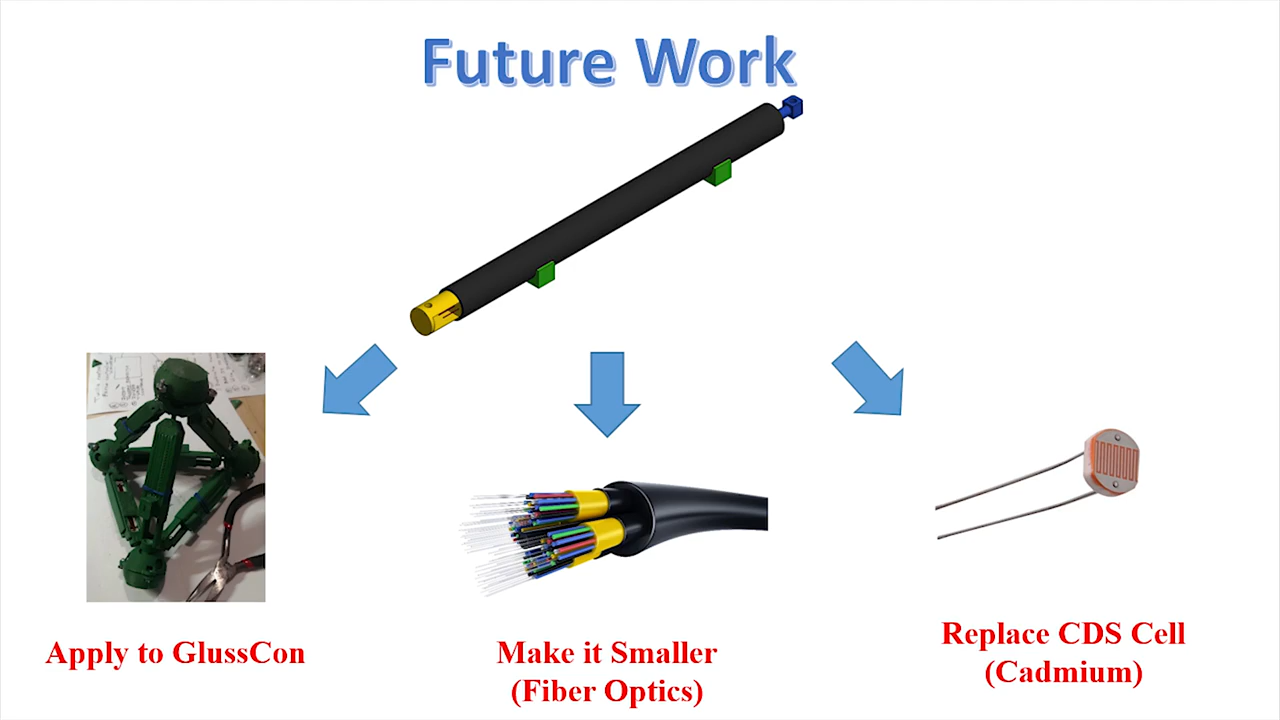 Future Work
Apply to GlussCon
Make it Smaller
(Fiber Optics)
Replace CDS Cell
(Cadmium)